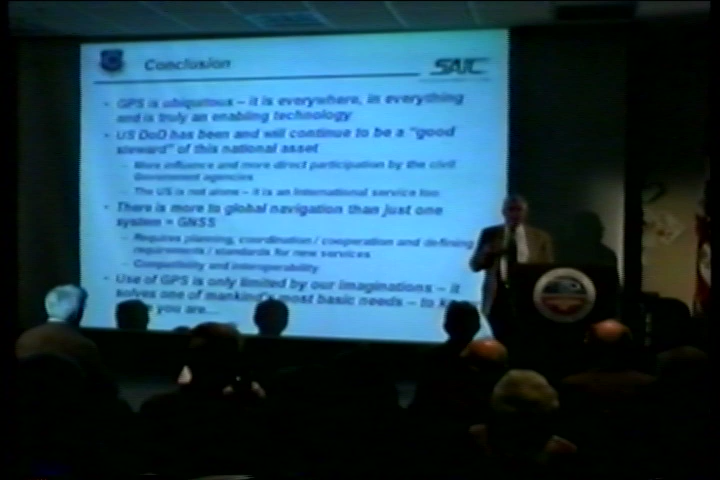 Conclusion
SAIC
• GPS is ubiquitous – it is everywhere, in everything
and is truly an enabling technology
• US DoD has been and will continue to be a "good
steward" of this national asset
– More influence and more direct participation by the civil
Government agencies
– The US is not alone – it is an International service too
• There is more to global navigation than just one
system = GNSS
– Requires planning, coordination / cooperation and defining
requirements / standards for new services
– Compatibility and interoperability
• Use of GPS is only limited by our imaginations – it
solves one of mankind's most basic needs – to
you are...